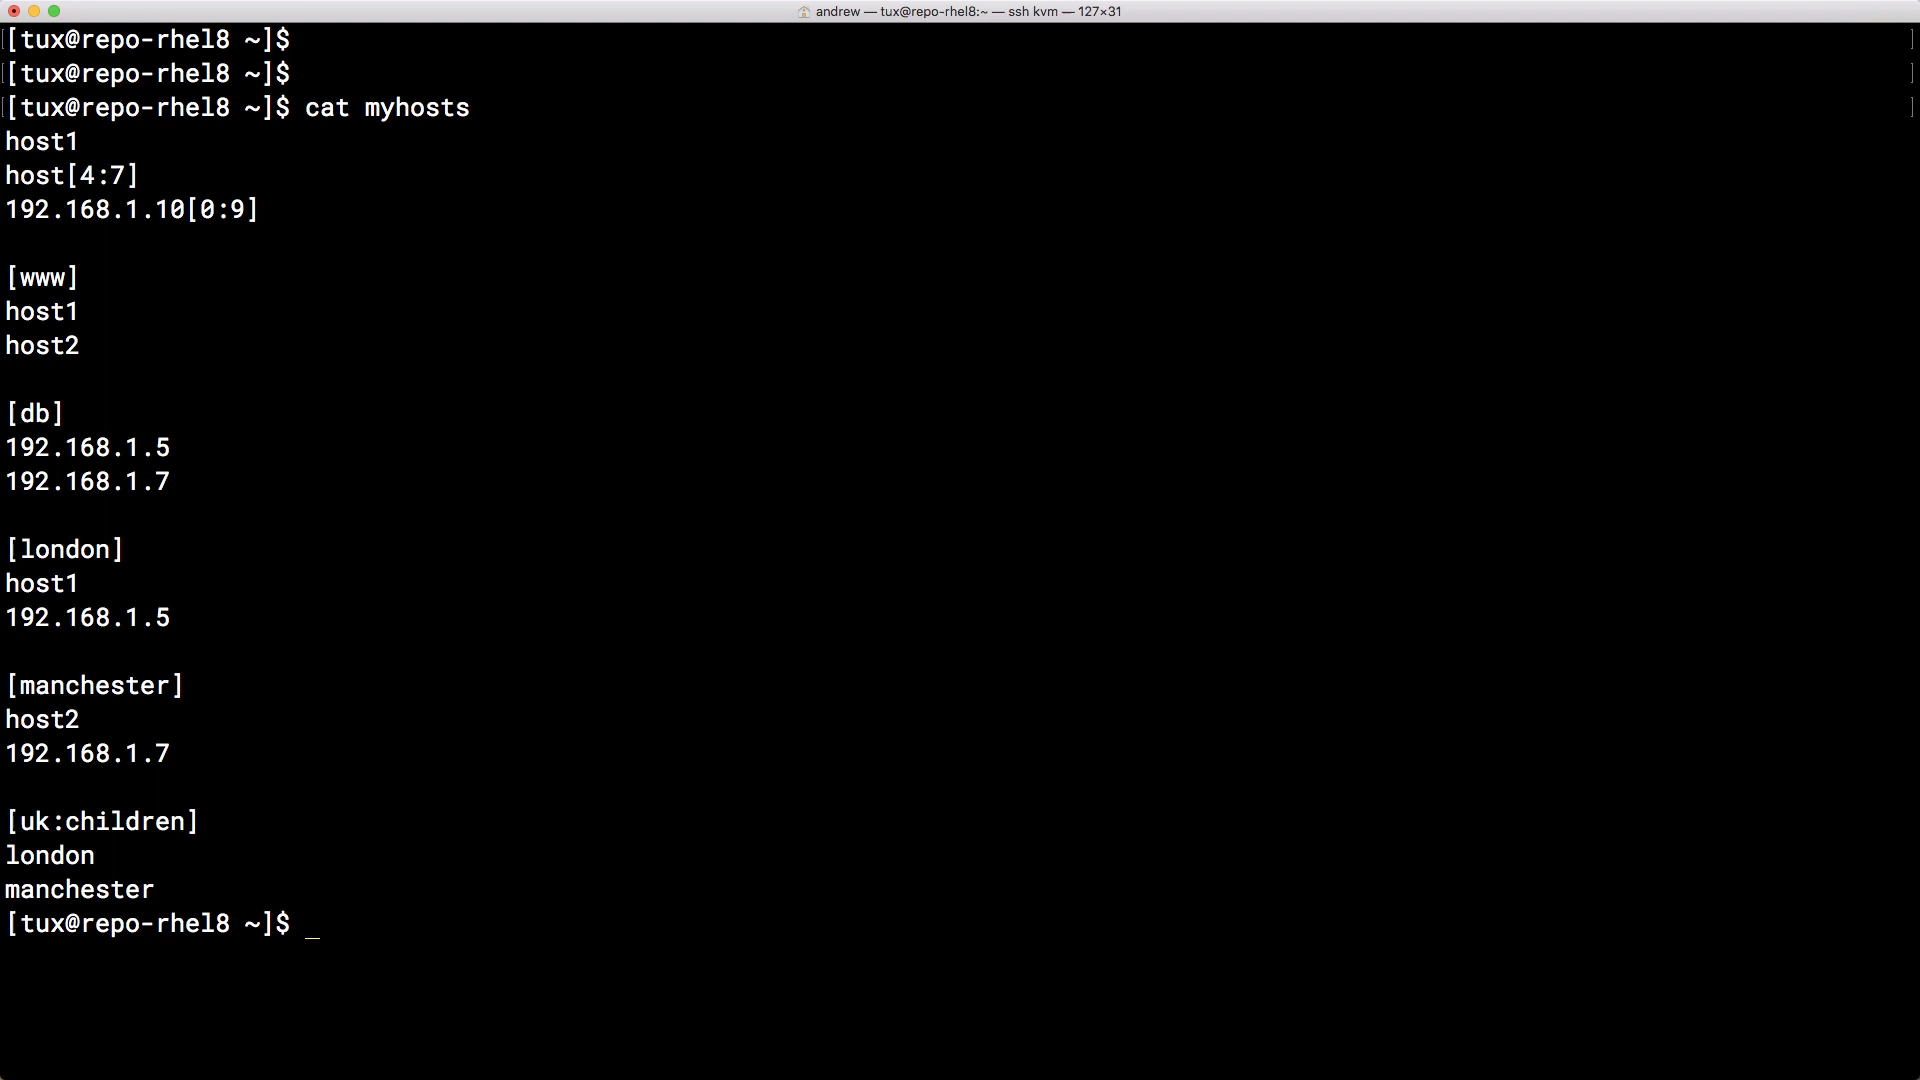 andrew — tux@repo-rhel8:~ — ssh kvm — 127×31
[tux@repo-rhel8 ~]$
[tux@repo-rhel8 ~]$
[tux@repo-rhel8 ~]$ cat myhosts
host1
host[4:7]
192.168.1.10[0:9]
[www]
host1
host2
[db]
192.168.1.5
192.168.1.7
[london]
host1
192.168.1.5
[manchester]
host2
192.168.1.7
[uk:children]
london
manchester
[tux@repo-rhel8 ~]$ _